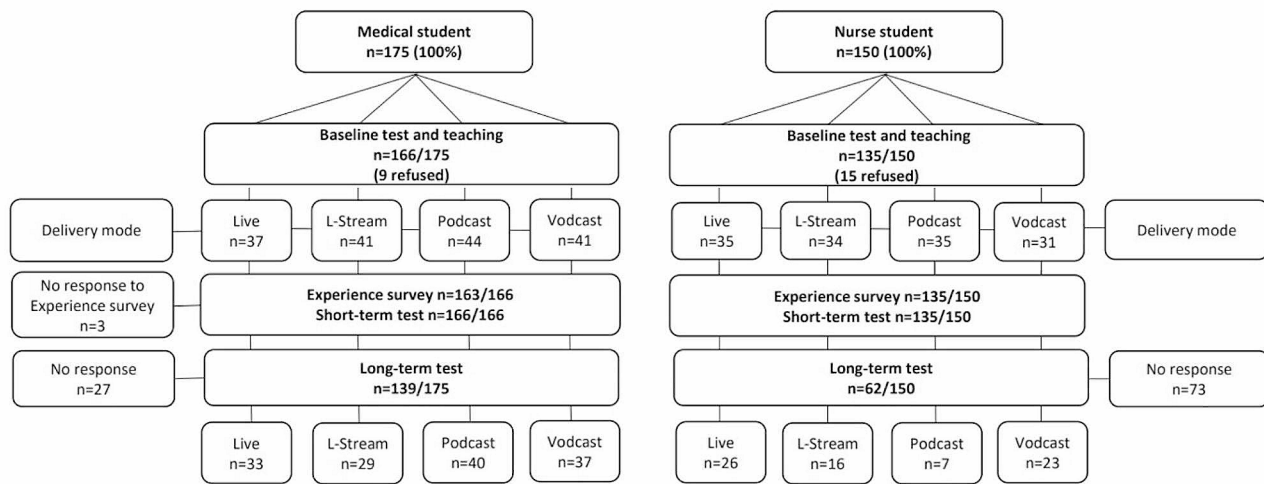 Medical student
n=175 (100%)
Nurse student
n=150 (100%)
Baseline test and teaching
n=166/175
(9 refused)
Baseline test and teaching
n=135/150
(15 refused)
Delivery mode
Live
n=37
L-Stream
n=41
Podcast
n=44
Vodcast
n=41
Live
n=35
L-Stream
n=34
Podcast
n=35
Vodcast
n=31
Delivery mode
No response to
Experience survey
n=3
Experience survey n=163/166
Short-term test n=166/166
Experience survey n=135/150
Short-term test n=135/150
No response
n=27
Long-term test
n=139/175
Long-term test
n=62/150
No response
n=73
Live
n=33
L-Stream
n=29
Podcast
n=40
Vodcast
n=37
Live
n=26
L-Stream
n=16
Podcast
n=7
Vodcast
n=23